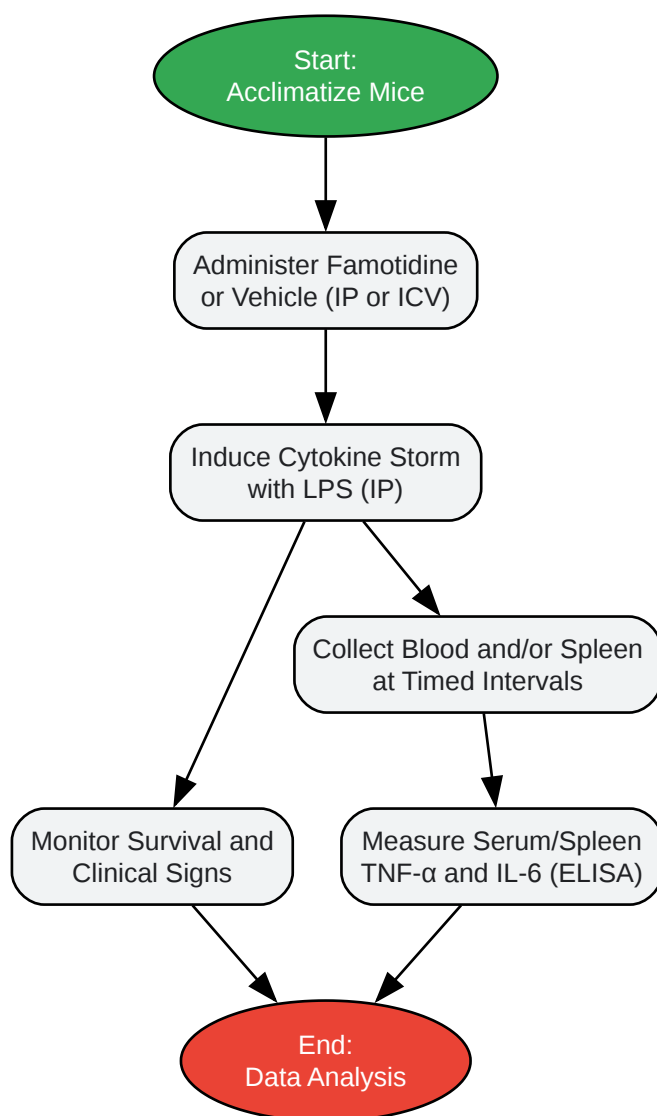 Start:
Acclimatize Mice
Administer Famotidine
or Vehicle (IP or ICV)
Induce Cytokine Storm
with LPS (IP)
Collect Blood and/or Spleen
at Timed Intervals
Monitor Survival and
Clinical Signs
Measure Serum/Spleen
TNF-α and IL-6 (ELISA)
End:
Data Analysis